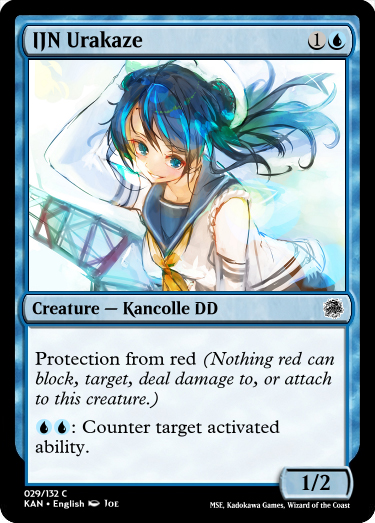 IJN Urakaze 1
Creature — Kancolle DD
Protection from red (Nothing red can
block, target, deal damage to, or attach
to this creature.)
: Counter target activated
ability.
1/2
029/132 C
KAN • English JOE
MSE, Kadokawa Games, Wizard of the Coast